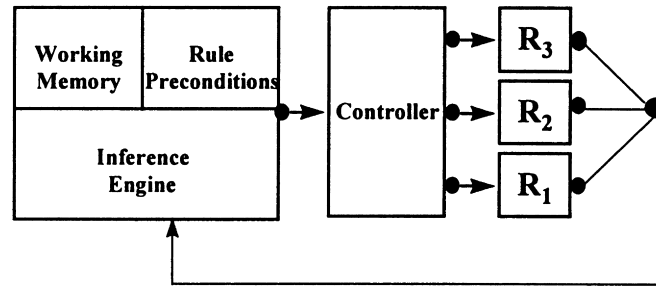 Working
Memory
Rule
Preconditions
Inference
Engine
Controller
R3
R2
R1